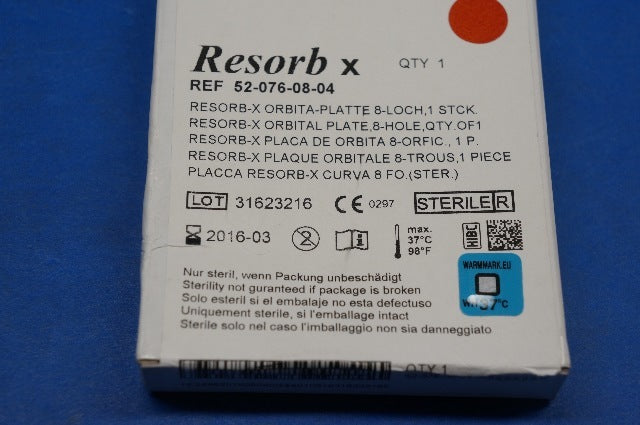 Resorb x QTY 1
REF 52-076-08-04
RESORB-X ORBITA-PLATTE 8-LOCH,1 STCK.
RESORB-X ORBITAL PLATE,8-HOLE,QTY.OF1
RESORB-X PLACA DE ORBITA 8-ORFIC., 1 P.
RESORB-X PLAQUE ORBITALE 8-TROUS,1 PIECE
PLACCA RESORB-X CURVA 8 FO.(STER.)
LOT 31623216 CE 0297 STERILE R
2016-03 2 i max. 37°C 98°F HIBC
Nur steril, wenn Packung unbeschädigt
Sterility not guranteed if package is broken
Solo esteril si el embalaje no esta defectuso
Uniquement sterile, si l'emballage intact
Sterile solo nel caso l'imballaggio non sia danneggiato
WARMMARK.EU
37°C
QTY 1